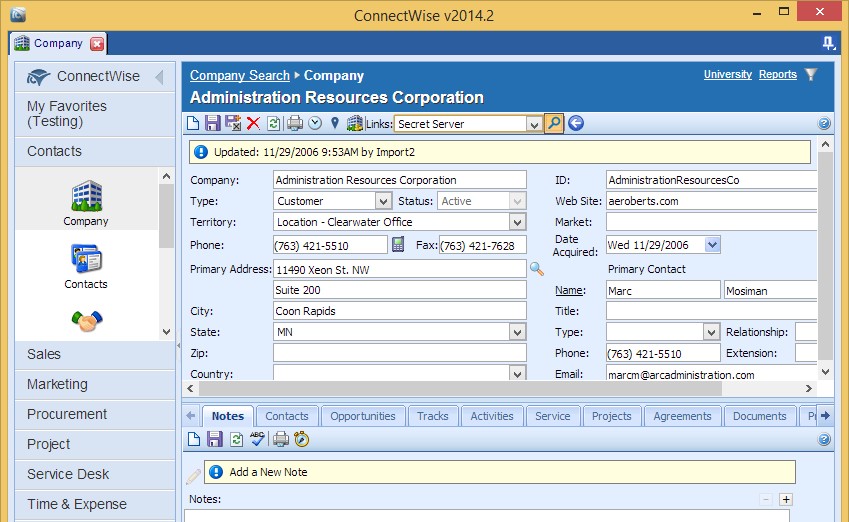 ConnectWise v2014.2
Company
ConnectWise
My Favorites
(Testing)
Contacts
Company
Contacts
Sales
Marketing
Procurement
Project
Service Desk
Time & Expense
Company Search Company
University Reports
Administration Resources Corporation
Links: Secret Server
Updated: 11/29/2006 9:53AM by Import2
Company: Administration Resources Corporation ID: AdministrationResourcesCo
Type: Customer Status: Active Web Site: aeroberts.com
Territory: Location - Clearwater Office Market:
Phone: (763) 421-5510 Fax: (763) 421-7628 Date Acquired: Wed 11/29/2006
Primary Address: 11490 Xeon St. NW Primary Contact
Suite 200 Name: Marc Mosiman
City: Coon Rapids Title:
State: MN Type: Relationship:
Zip: Phone: (763) 421-5510 Extension:
Country: Email: marcm@arcadministration.com
Notes Contacts Opportunities Tracks Activities Service Projects Agreements Documents
ABC
Add a New Note
Notes: